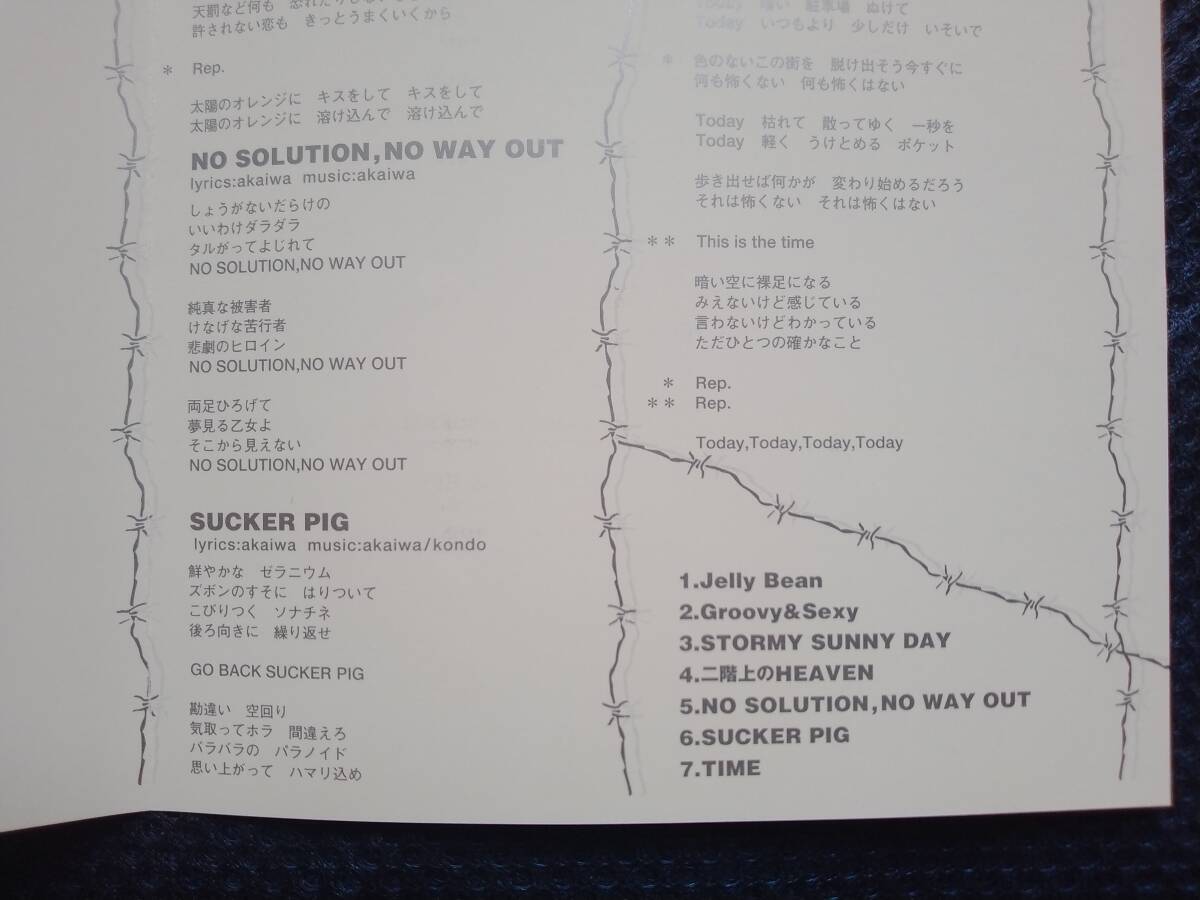 天罰など何も
許されない恋も　きっとうまくいくから
＊　Rep.
太陽のオレンジに　キスをして　キスをして
太陽のオレンジに　溶け込んで　溶け込んで
NO SOLUTION,NO WAY OUT
lyrics:akaiwa music:akaiwa
しょうがないだらけの
いいわけダラダラ
タルがってよじれて
NO SOLUTION,NO WAY OUT
純真な被害者
けなげな苦行者
悲劇のヒロイン
NO SOLUTION,NO WAY OUT
両足ひろげて
夢見る乙女よ
そこから見えない
NO SOLUTION,NO WAY OUT
SUCKER PIG
lyrics:akaiwa music:akaiwa/kondo
鮮やかな　ゼラニウム
ズボンのすそに　はりついて
こびりつく　ソナチネ
後ろ向きに　繰り返せ
GO BACK SUCKER PIG
勘違い　空回り
気取ってホラ　間違えろ
バラバラの　パラノイド
思い上がって　ハマリ込め
Today　暗い　駐車場　ぬけて
Today　いつもより　少しだけ　いそいで
＊　色のないこの街を　脱け出そう今すぐに
何も怖くない　何も怖くはない
Today　枯れて　散ってゆく　一秒を
Today　軽く　うけとめる　ポケット
歩き出せば何かが　変わり始めるだろう
それは怖くない　それは怖くはない
＊＊　This is the time
暗い空に裸足になる
みえないけど感じている
言わないけどわかっている
ただひとつの確かなこと
＊　Rep.
＊＊　Rep.
Today,Today,Today,Today
1.Jelly Bean
2.Groovy&Sexy
3.STORMY SUNNY DAY
4.二階上のHEAVEN
5.NO SOLUTION,NO WAY OUT
6.SUCKER PIG
7.TIME